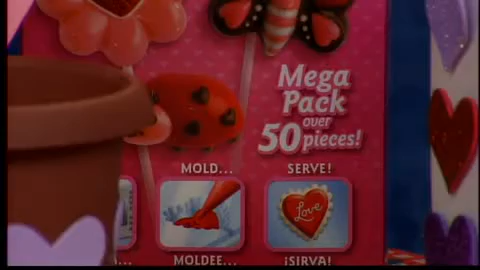 Mega
Pack
over
50 pieces!
MOLD... SERVE!
Love
MOLDEE... ¡SIRVA!